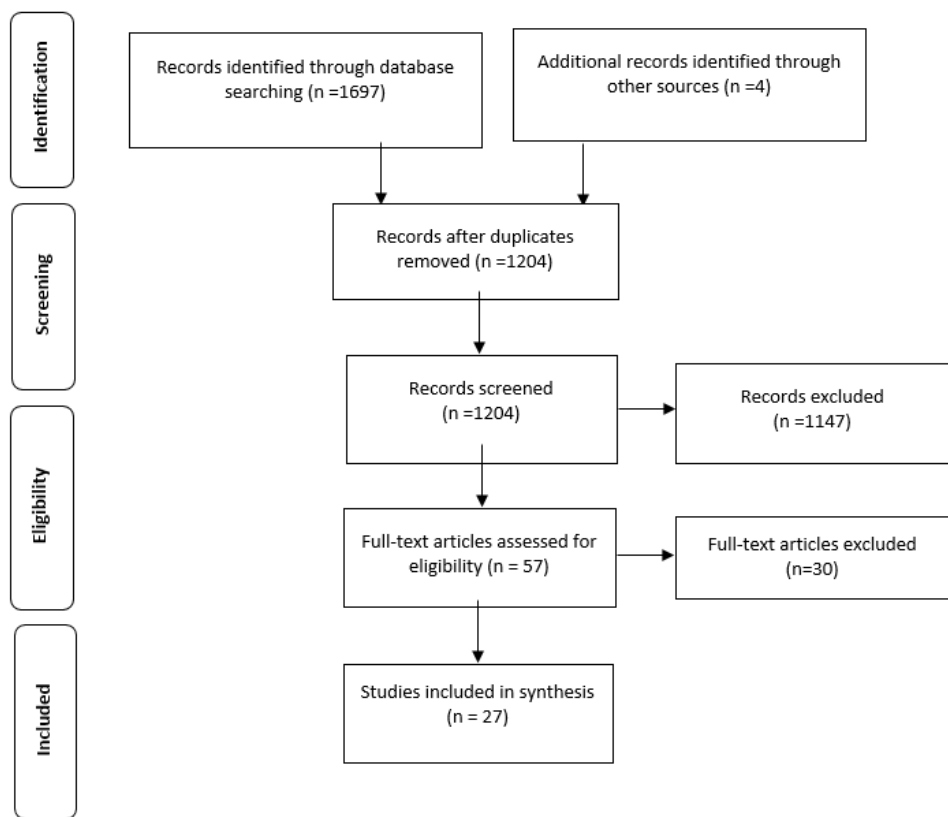 Identification
Records identified through database
searching (n =1697)
Additional records identified through
other sources (n =4)
Screening
Records after duplicates
removed (n =1204)
Records screened
(n =1204)
Records excluded
(n =1147)
Eligibility
Full-text articles assessed for
eligibility (n = 57)
Full-text articles excluded
(n=30)
Included
Studies included in synthesis
(n = 27)